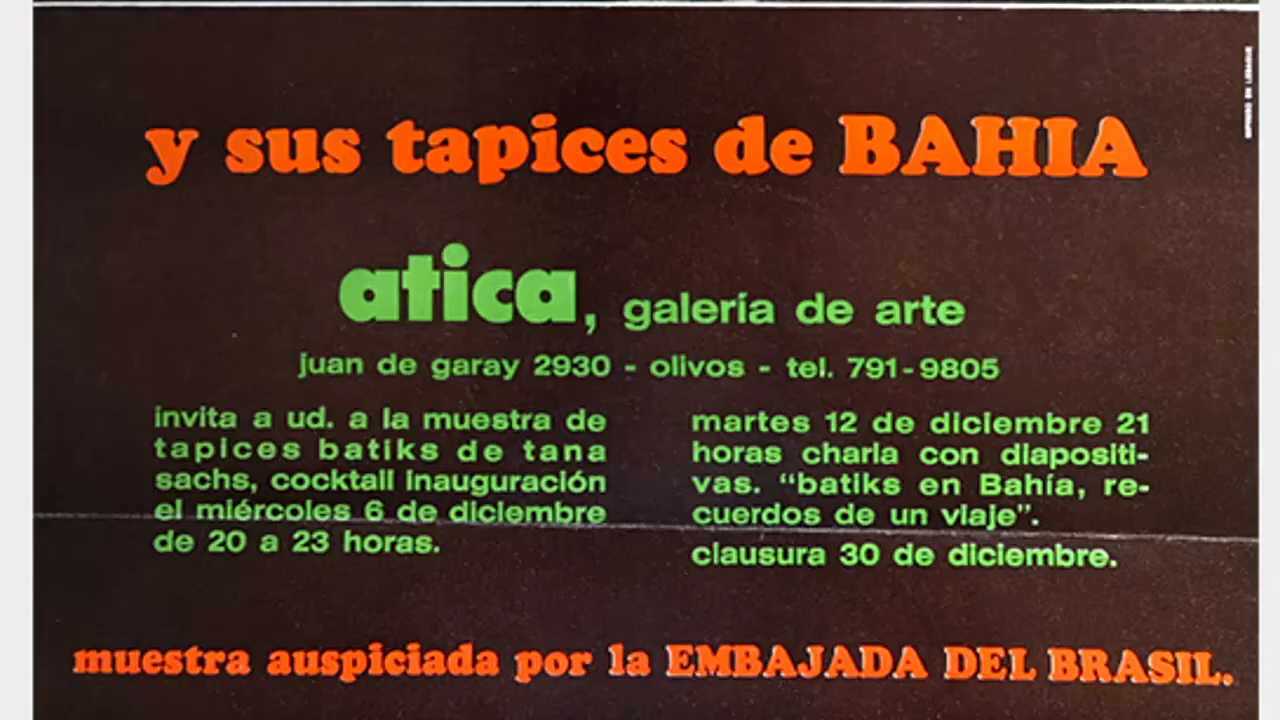 y sus tapices de BAHIA
atica, galería de arte
juan de garay 2930 - olivos - tel. 791-9805
invita a ud. a la muestra de
tapices batiks de tana
sachs, cocktail inauguración
el miércoles 6 de diciembre
de 20 a 23 horas.
martes 12 de diciembre 21
horas charla con diapositi-
vas. “batiks en Bahía, re-
cuerdos de un viaje”.
clausura 30 de diciembre.
muestra auspiciada por la EMBAJADA DEL BRASIL.